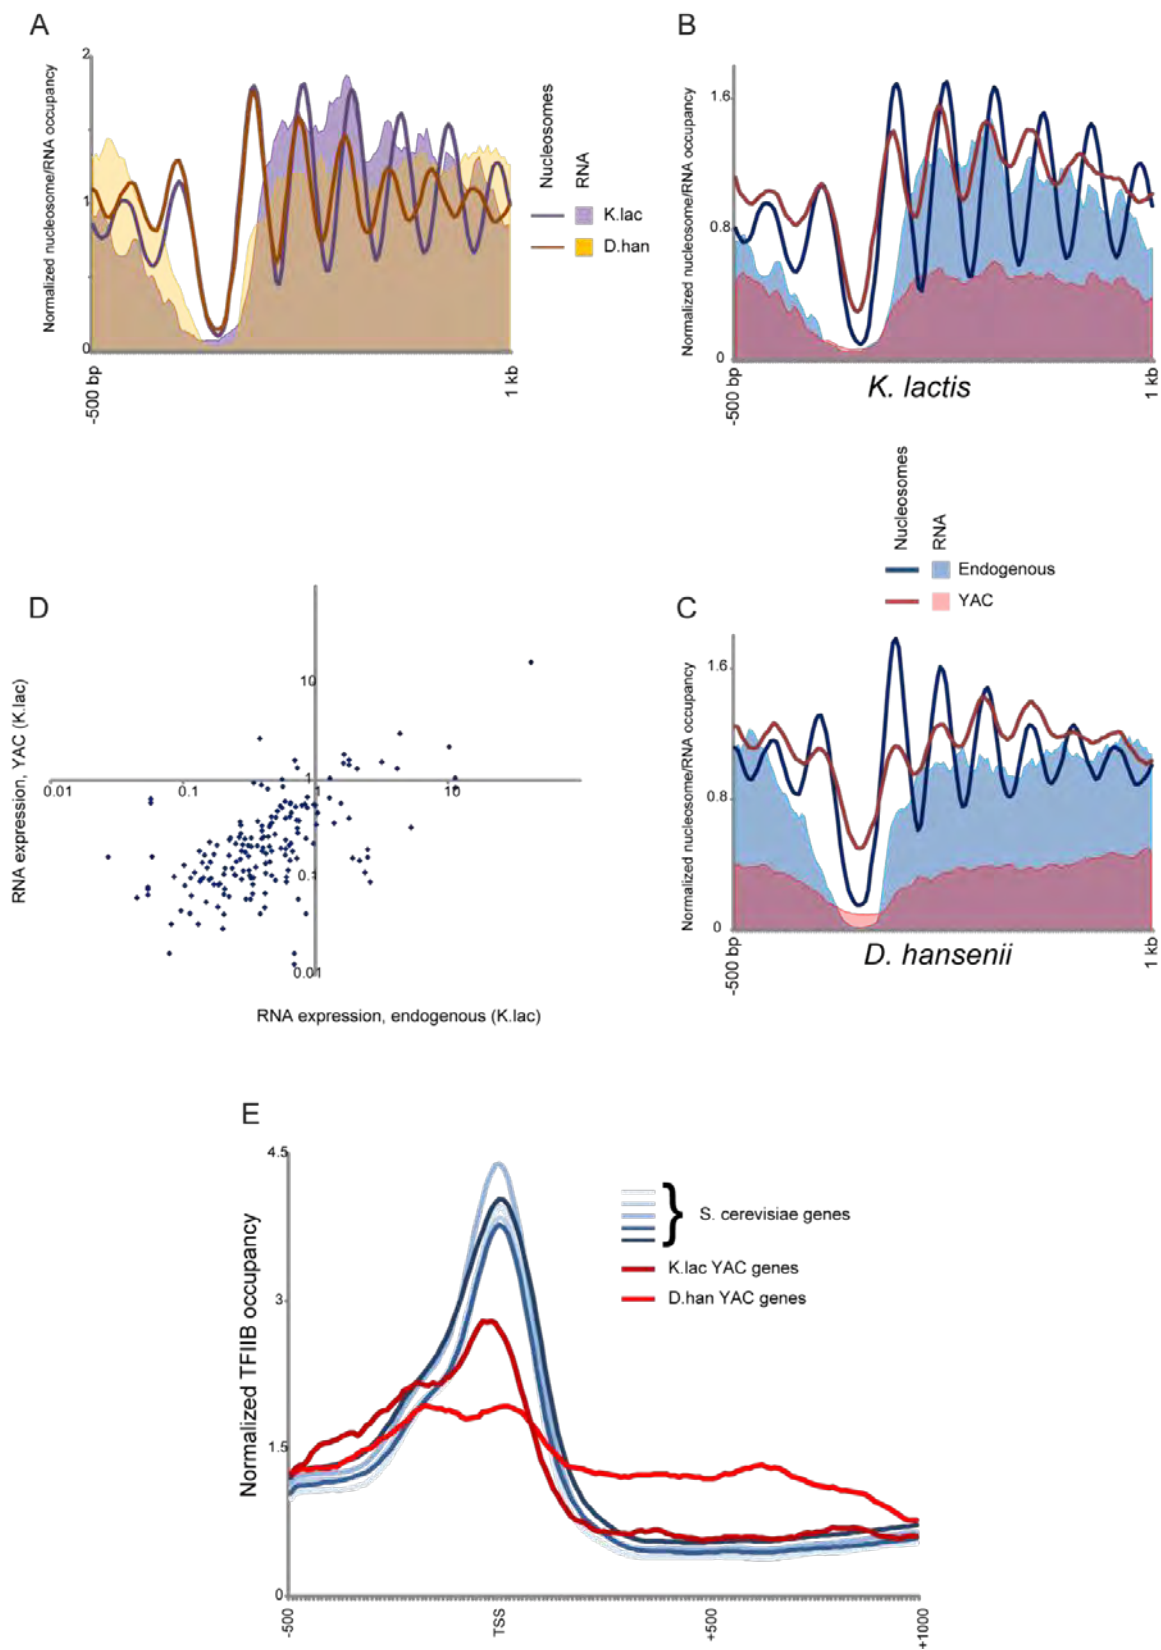 A
2
1
0
Normalized nucleosome/RNA occupancy
-500 bp
1 kb
Nucleosomes
RNA
K.lac
D.han
B
1.6
0.8
0
Normalized nucleosome/RNA occupancy
-500 bp
1 kb
K. lactis
Nucleosomes
RNA
Endogenous
YAC
C
1.6
0.8
0
Normalized nucleosome/RNA occupancy
-500 bp
1 kb
D. hansenii
D
RNA expression, YAC (K.lac)
10
1
0.01
0.1
1
10
0.1
0.01
RNA expression, endogenous (K.lac)
E
4.5
3
1.5
0
Normalized TFIIB occupancy
-500
TSS
+500
+1000
} S. cerevisiae genes
K.lac YAC genes
D.han YAC genes